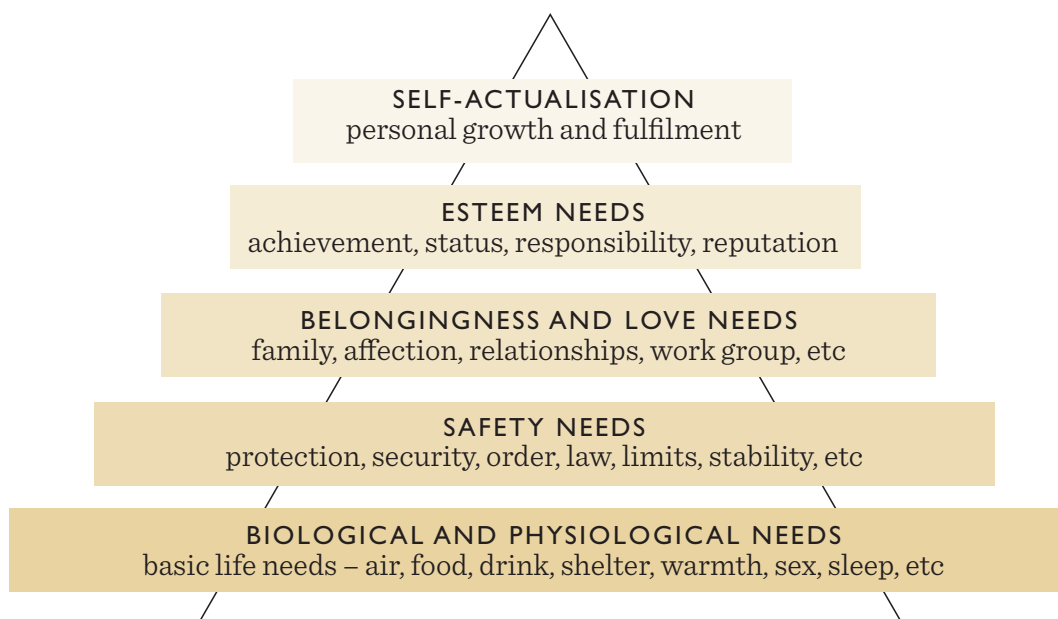 SELF-ACTUALISATION
personal growth and fulfilment
ESTEEM NEEDS
achievement, status, responsibility, reputation
BELONGINGNESS AND LOVE NEEDS
family, affection, relationships, work group, etc
SAFETY NEEDS
protection, security, order, law, limits, stability, etc
BIOLOGICAL AND PHYSIOLOGICAL NEEDS
basic life needs – air, food, drink, shelter, warmth, sex, sleep, etc